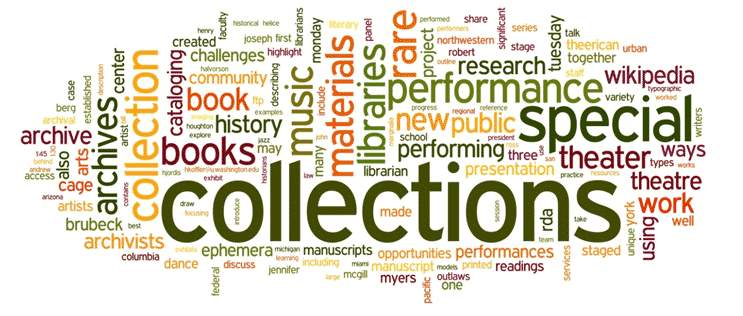 henry
faculty
historical
helice
joseph first
librarians
literary
panel
performed
share
series
talk
created
highlight
monday
rare
project
performers
northwestern
significant
tuesday
theerican
urban
challenges
halvorson
materials
libraries
robert
stage
together
case
description
center
cataloging
community
describing
music
outline
research
staff
wikipedia
established
collection
book
ftp
include
performance
variety
typographic
berg
archives
imaging
examples
progress
regional
reference
worked
archival
artist
houghton
history
new
public
special
writers
archive
explore
jazz
many
john
school
president
ross
145
130
also
books
may
performing
three
use
san
theater
ways
behind
arts
librarian
presentation
types
works
andrew
access
cage
contains
hjordis
hkoffer@u.washington.edu
historians
exhibit
law
practice
resources
theatre
arizona
artists
collections
work
draw
focusing
introduce
made
session
rda
take
york
well
brubeck
best
unique
using
archivists
exhibits
ephemera
michigan
manuscripts
opportunities
performances
team
staged
columbia
learning
dance
discuss
jennifer
including
miami
manuscript
models
printed
readings
services
federal
large
mcgill
myers
pacific
outlaws
one